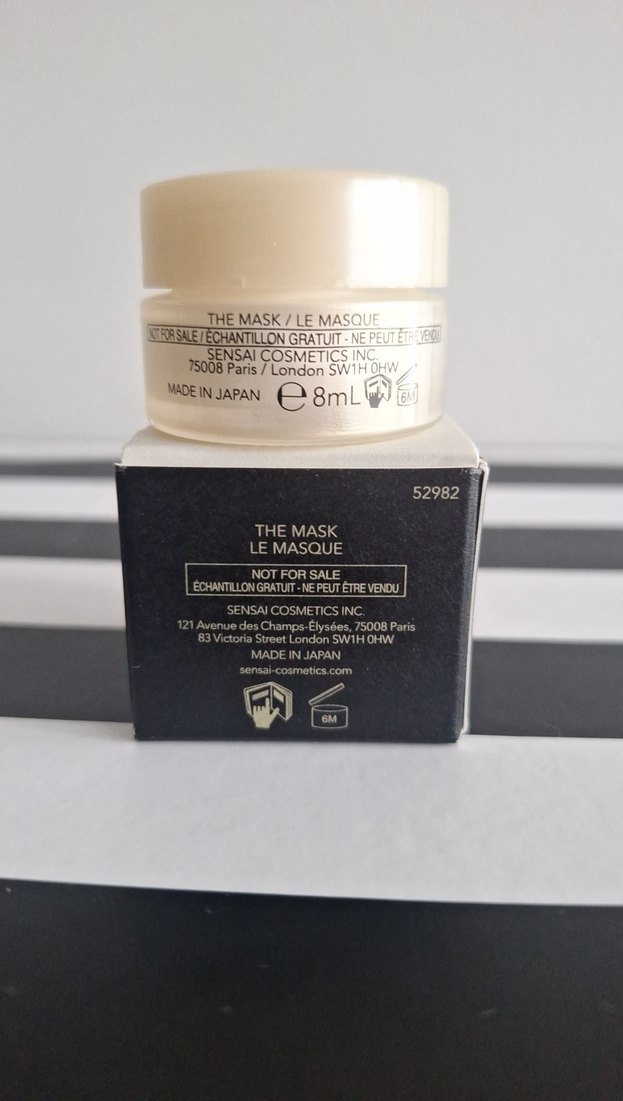 THE MASK / LE MASQUE
NOT FOR SALE / ÉCHANTILLON GRATUIT - NE PEUT ÊTRE VENDU
SENSAI COSMETICS INC.
75008 Paris / London SW1H 0HW
MADE IN JAPAN ℮ 8mL 6M
52982
THE MASK
LE MASQUE
NOT FOR SALE
ÉCHANTILLON GRATUIT - NE PEUT ÊTRE VENDU
SENSAI COSMETICS INC.
121 Avenue des Champs-Élysées, 75008 Paris
83 Victoria Street London SW1H 0HW
MADE IN JAPAN
sensai-cosmetics.com
6M